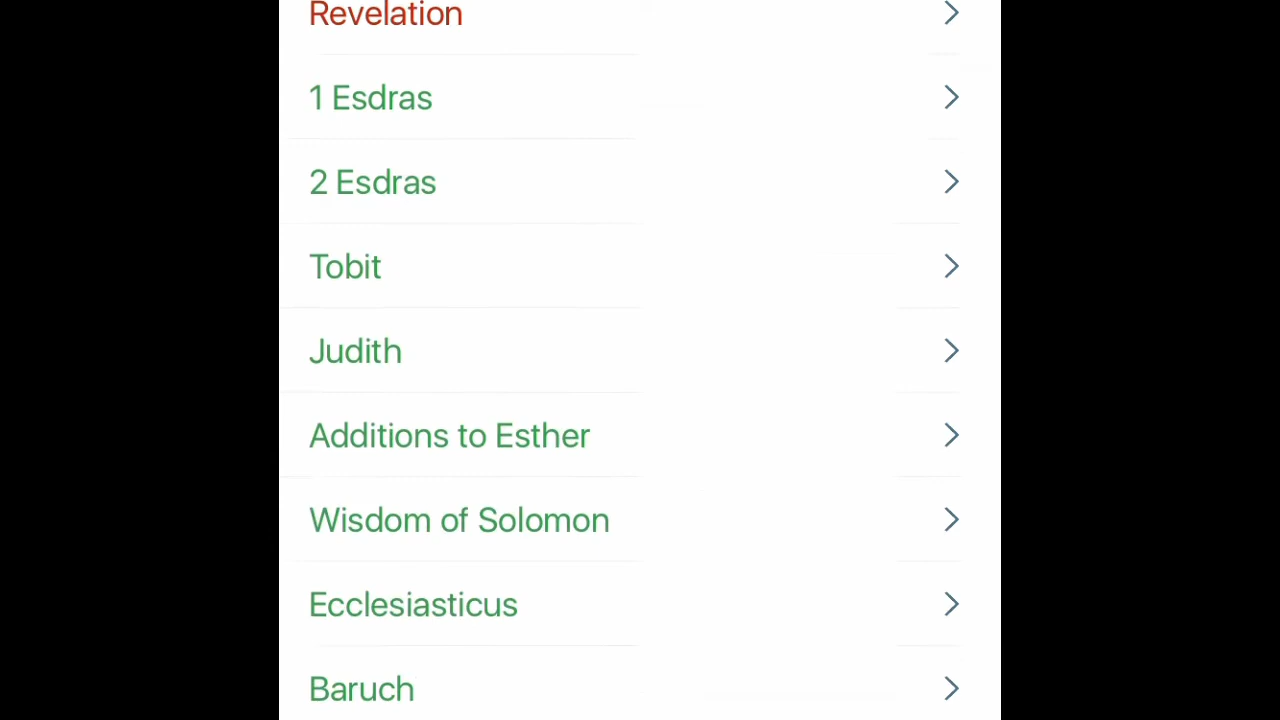 Revelation
1 Esdras
2 Esdras
Tobit
Judith
Additions to Esther
Wisdom of Solomon
Ecclesiasticus
Baruch